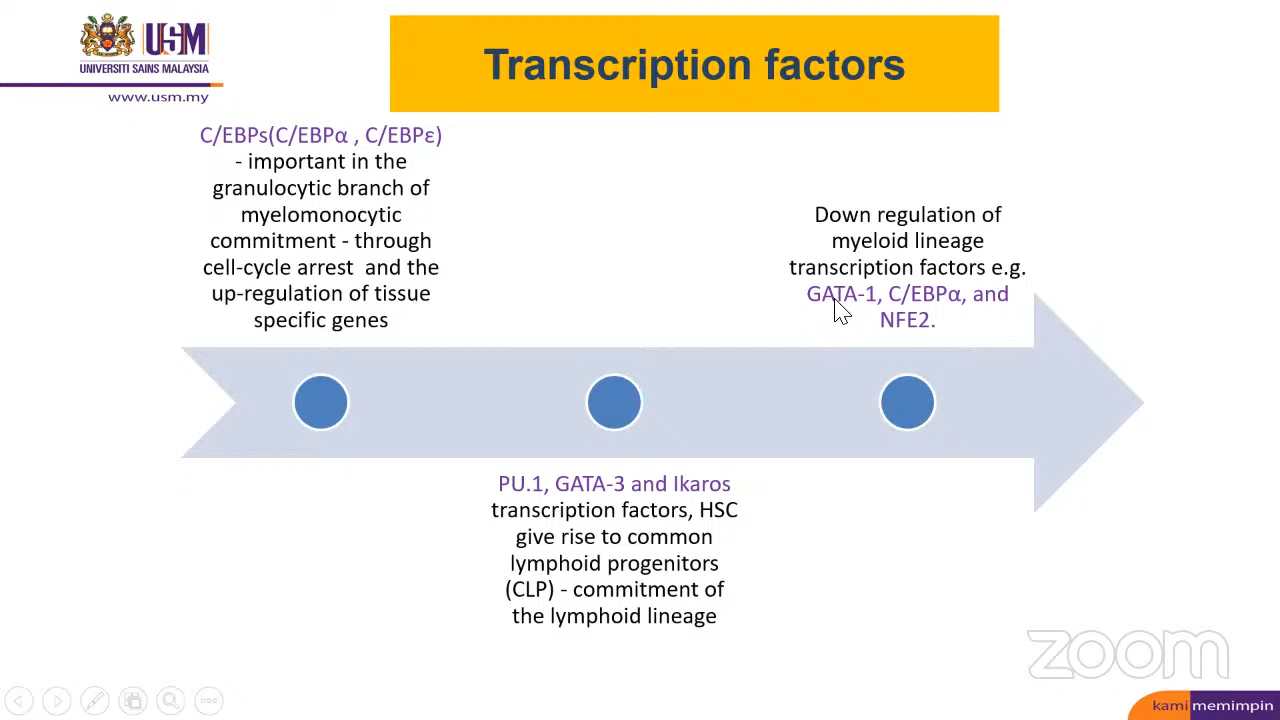 USM
UNIVERSITI SAINS MALAYSIA
www.usm.my
Transcription factors
C/EBPs(C/EBPα , C/EBPε)
- important in the
granulocytic branch of
myelomonocytic
commitment - through
cell-cycle arrest  and the
up-regulation of tissue
specific genes
PU.1, GATA-3 and Ikaros
transcription factors, HSC
give rise to common
lymphoid progenitors
(CLP) - commitment of
the lymphoid lineage
Down regulation of
myeloid lineage
transcription factors e.g.
GATA-1, C/EBPα, and
NFE2.
zoom
kami memimpin